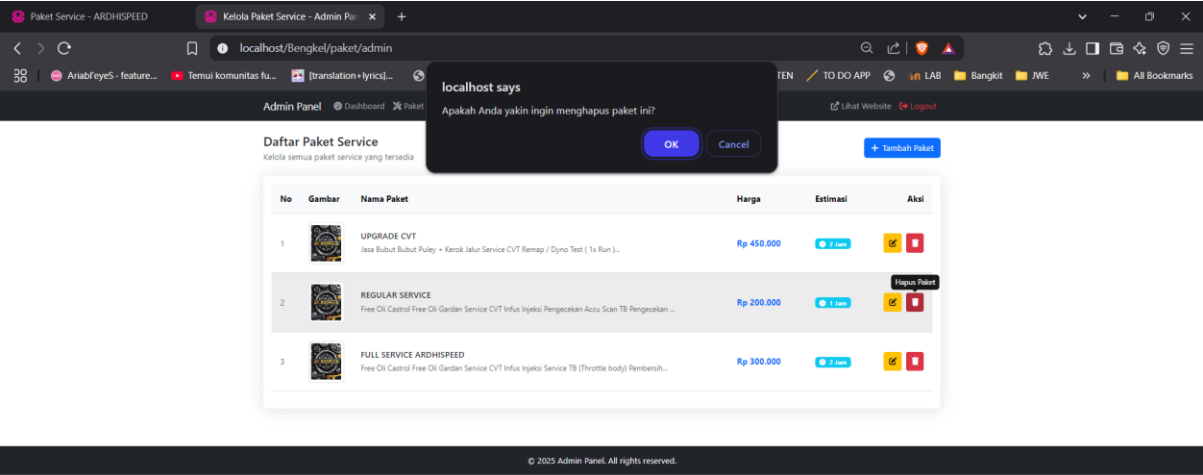 Paket Service - ARDHISPEED
Kelola Paket Service - Admin Pan
localhost/Bengkel/paket/admin
Ariabl'eyeS - feature...
Temui komunitas fu...
[translation+lyrics]...
TEN
TO DO APP
LAB
Bangkit
JWE
All Bookmarks
localhost says
Apakah Anda yakin ingin menghapus paket ini?
OK
Cancel
Admin Panel
Dashboard
Paket
Lihat Website
Logout
Daftar Paket Service
Kelola semua paket service yang tersedia
+ Tambah Paket
No Gambar Nama Paket Harga Estimasi Aksi
1 UPGRADE CVT Rp 450.000 2 Jam
Jasa Bubut Bubut Puley + Kerok Jalur Service CVT Remap / Dyno Test ( 1x Run )...
Hapus Paket
2 REGULAR SERVICE Rp 200.000 1 Jam
Free Oli Castrol Free Oli Gardan Service CVT Infus Injeksi Pengecekan Accu Scan TB Pengecekan ...
3 FULL SERVICE ARDHISPEED Rp 300.000 2 Jam
Free Oli Castrol Free Oli Gardan Service CVT Infus Injeksi Service TB (Throttle body) Pembersih...
© 2025 Admin Panel. All rights reserved.